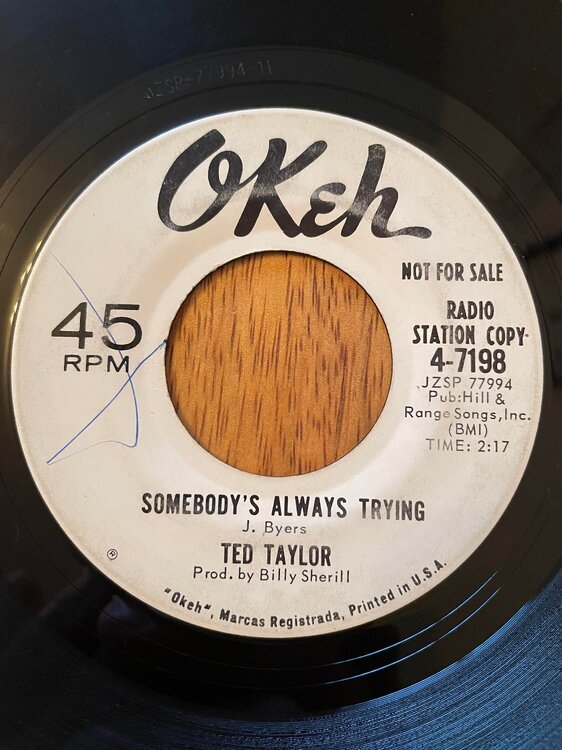 JZSP-77994-1
OKeh
NOT FOR SALE
45
RPM
RADIO
STATION COPY
4-7198
JZSP 77994
Pub:Hill &
Range Songs, Inc.
(BMI)
TIME: 2:17
SOMEBODY'S ALWAYS TRYING
J. Byers
TED TAYLOR
Prod. by Billy Sherill
®
"Okeh", Marcas Registrada, Printed in U.S.A.